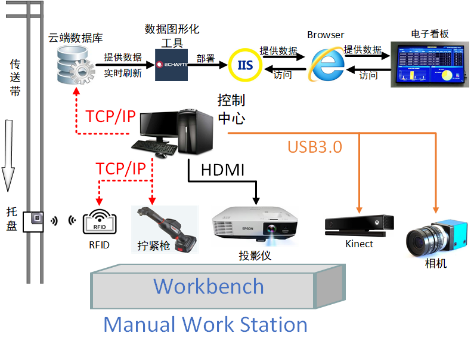 传送带
云端数据库
提供数据
实时刷新
数据图形化
工具
ECHARTS
部署
IIS
提供数据
访问
Browser
提供数据
访问
电子看板
TCP/IP
控制
中心
USB3.0
TCP/IP
HDMI
托盘
RFID
RFID
拧紧枪
EPSON
投影仪
Kinect
相机
Workbench
Manual Work Station